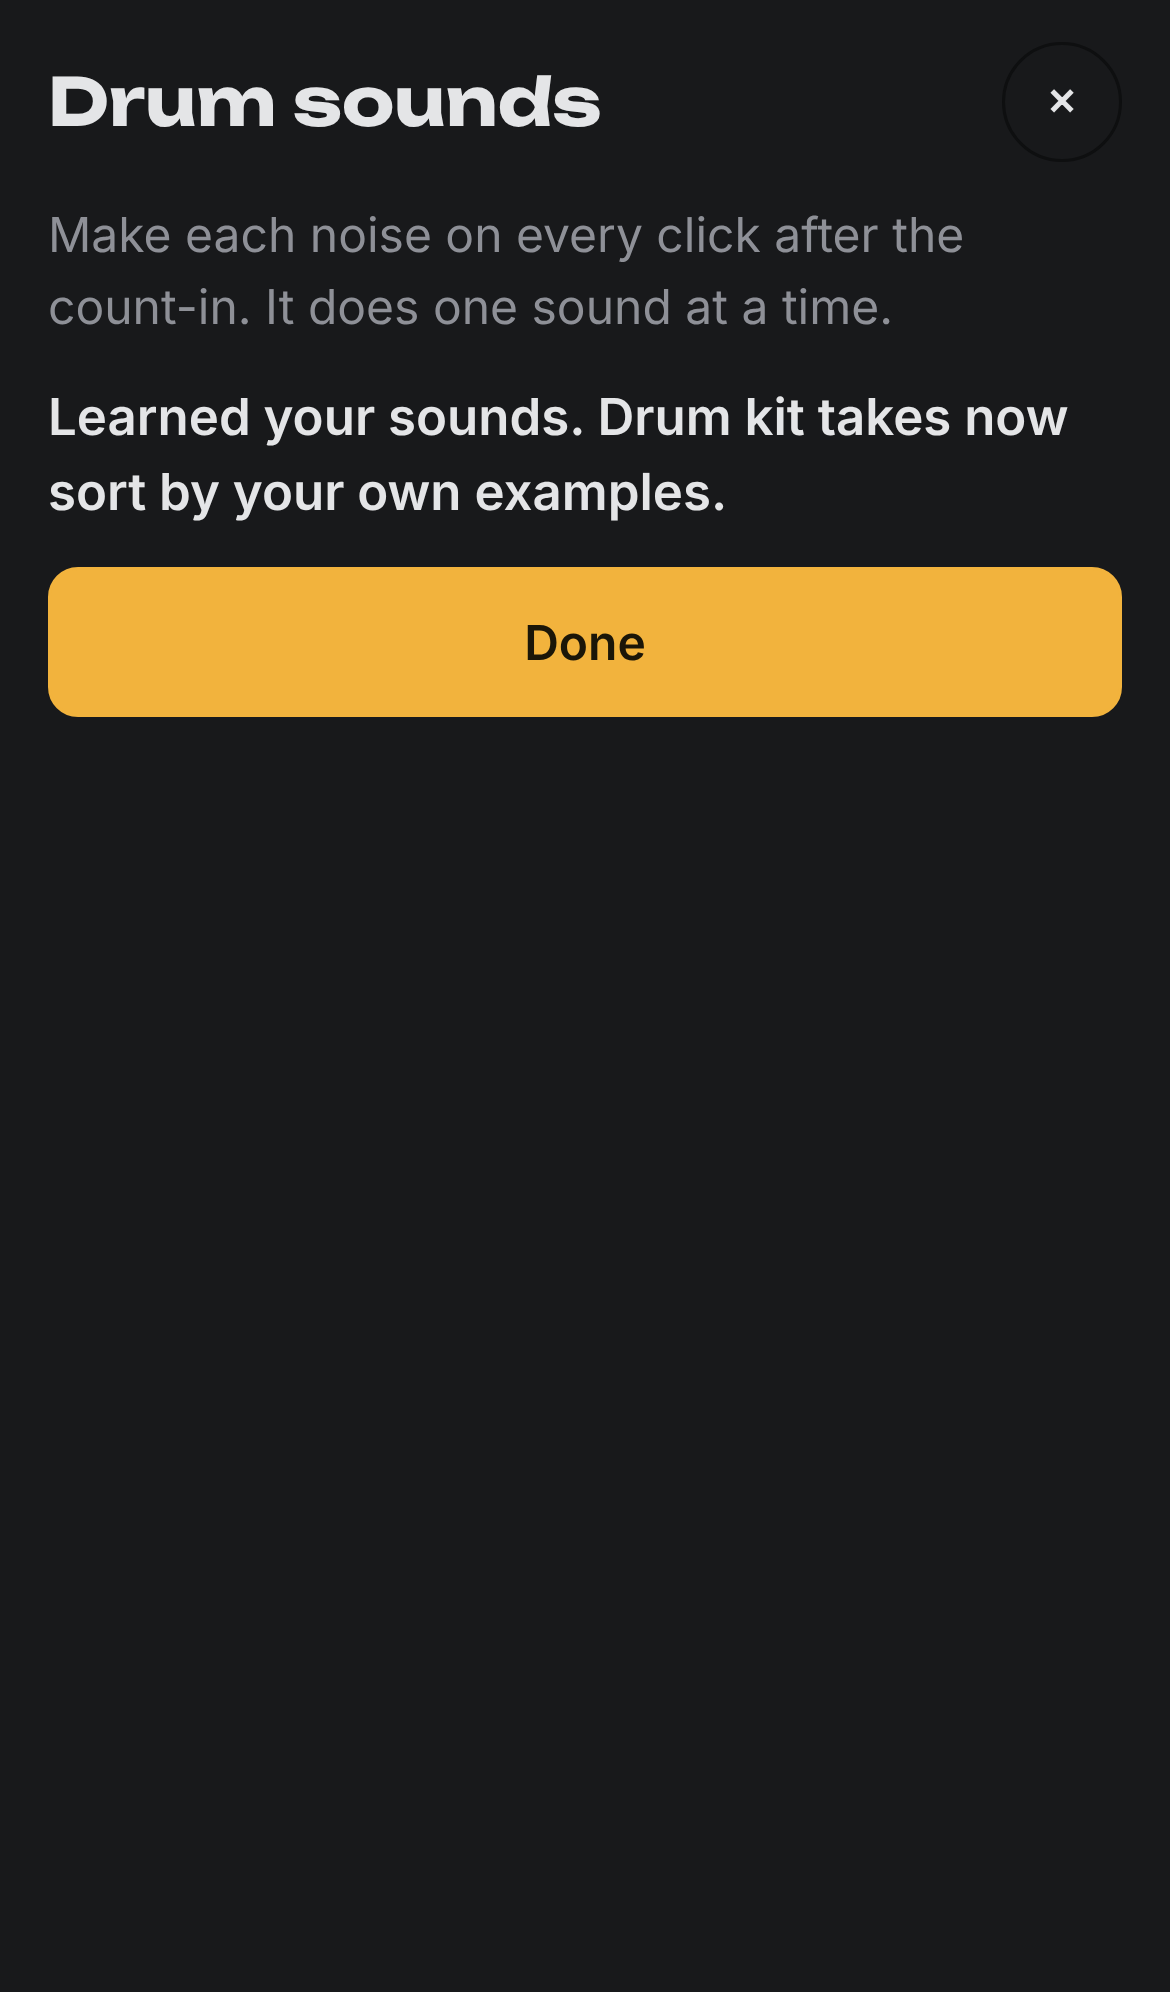 Drum sounds
×
Make each noise on every click after the
count-in. It does one sound at a time.
Learned your sounds. Drum kit takes now
sort by your own examples.
Done